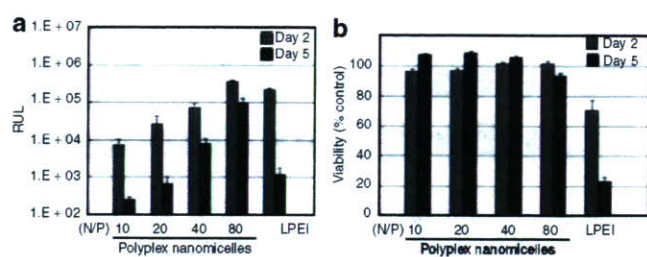 a
1.E + 07
1.E + 06
1.E + 05
1.E + 04
1.E + 03
1.E + 02
RUL
Day 2
Day 5
(N/P) 10 20 40 80 LPEI
Polyplex nanomicelles
b
100
80
60
40
20
0
Viability (% control)
Day 2
Day 5
(N/P) 10 20 40 80 LPEI
Polyplex nanomicelles